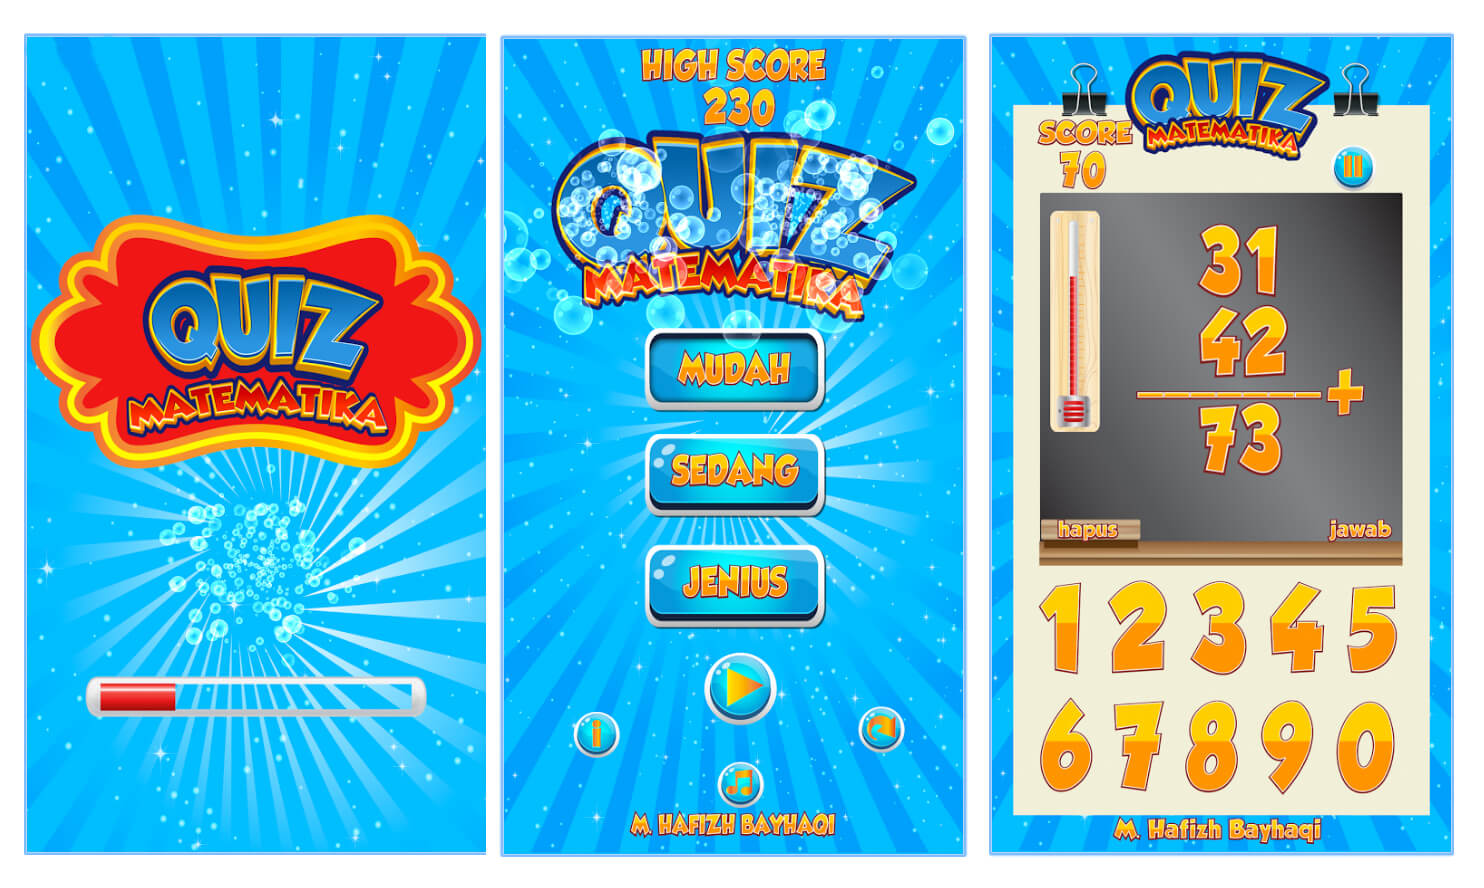 QUIZ
MATEMATIKA
HIGH SCORE
230
QUIZ
MATEMATIKA
MUDAH
SEDANG
JENIUS
i
M. HAFIZH BAYHAQI
QUIZ
MATEMATIKA
SCORE
70
31
42
+
73
hapus
jawab
1 2 3 4 5
6 7 8 9 0
M. Hafizh Bayhaqi